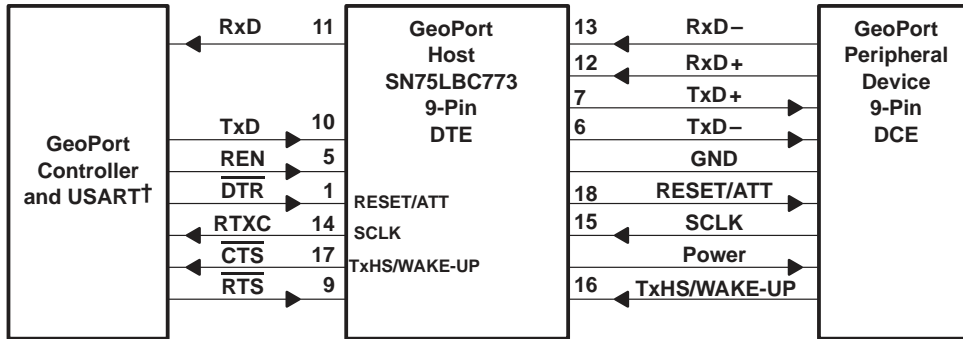 GeoPort
Controller
and USART†
RxD 11
TxD 10
REN 5
DTR 1
RTXC 14
CTS 17
RTS 9
GeoPort
Host
SN75LBC773
9-Pin
DTE
RESET/ATT
SCLK
TxHS/WAKE-UP
13 RxD−
12 RxD+
7 TxD+
6 TxD−
GND
18 RESET/ATT
15 SCLK
Power
16 TxHS/WAKE-UP
GeoPort
Peripheral
Device
9-Pin
DCE